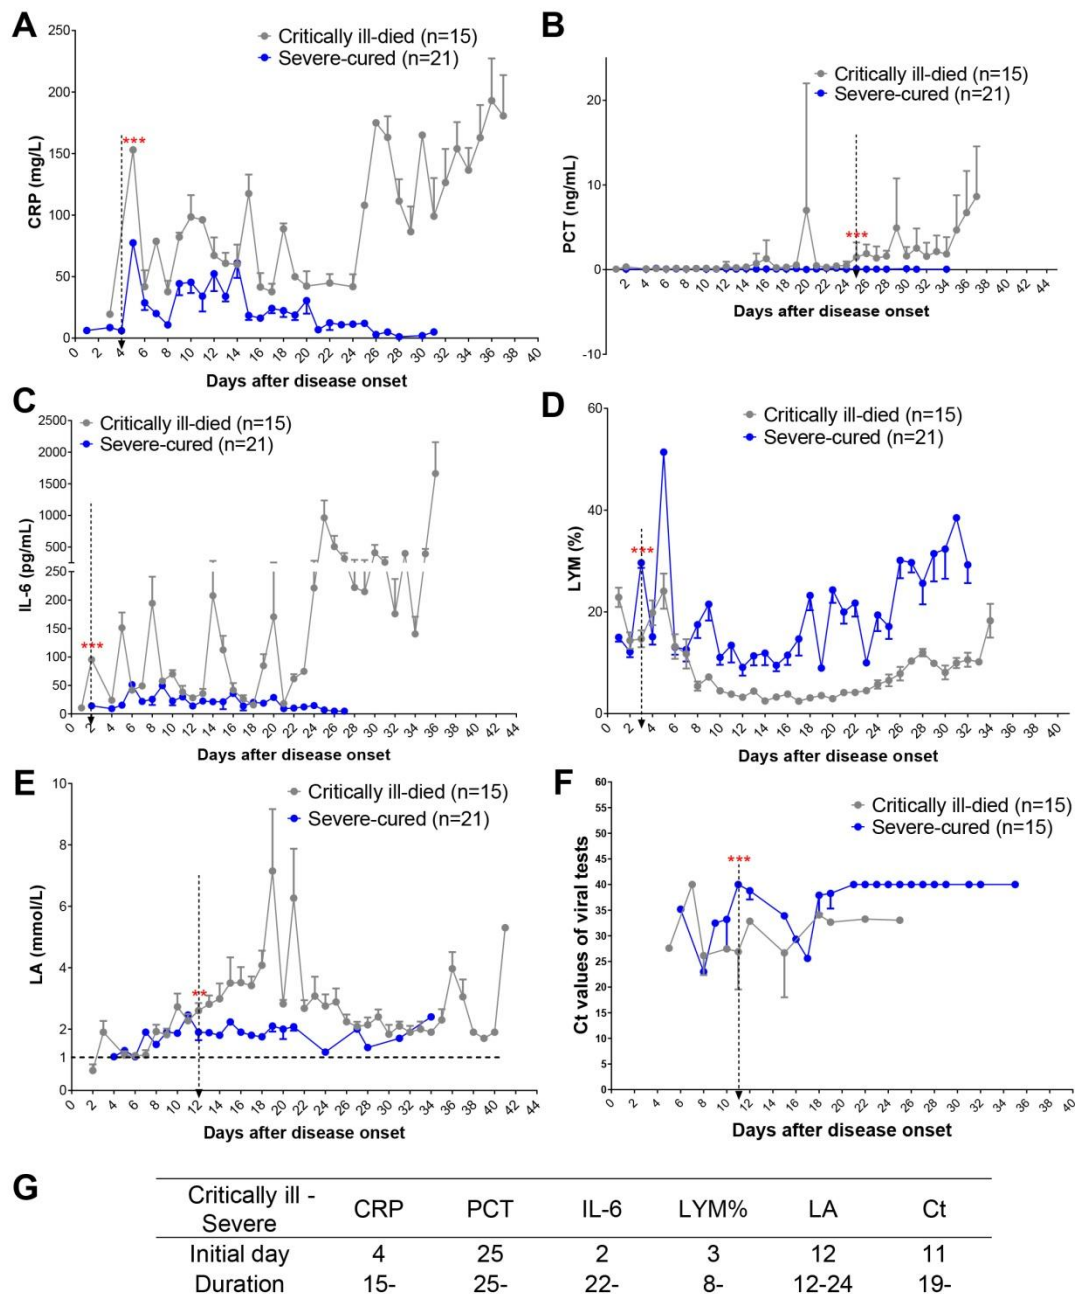 A
Critically ill-died (n=15)
Severe-cured (n=21)
250
200
150
100
50
0
CRP (mg/L)
***
0 2 4 6 8 10 12 14 16 18 20 22 24 26 28 30 32 34 36 38 40
Days after disease onset
B
Critically ill-died (n=15)
Severe-cured (n=21)
20
10
0
-10
PCT (ng/mL)
***
2 4 6 8 10 12 14 16 18 20 22 24 26 28 30 32 34 36 38 40 42 44
Days after disease onset
C
Critically ill-died (n=15)
Severe-cured (n=21)
2500
2000
1500
1000
500
250
200
150
100
50
0
IL-6 (pg/mL)
***
0 2 4 6 8 10 12 14 16 18 20 22 24 26 28 30 32 34 36 38 40 42 44
Days after disease onset
D
Critically ill-died (n=15)
Severe-cured (n=21)
60
40
20
0
LYM (%)
***
0 2 4 6 8 10 12 14 16 18 20 22 24 26 28 30 32 34 36 38 40
Days after disease onset
E
Critically ill-died (n=15)
Severe-cured (n=21)
10
8
6
4
2
1
0
LA (mmol/L)
**
0 2 4 6 8 10 12 14 16 18 20 22 24 26 28 30 32 34 36 38 40 42 44
Days after disease onset
F
Critically ill-died (n=15)
Severe-cured (n=15)
60
55
50
45
40
35
30
25
20
15
10
5
0
Ct values of viral tests
***
0 2 4 6 8 10 12 14 16 18 20 22 24 26 28 30 32 34 36 38 40
Days after disease onset
G
Critically ill - Severe CRP PCT IL-6 LYM% LA Ct
Initial day 4 25 2 3 12 11
Duration 15- 25- 22- 8- 12-24 19-